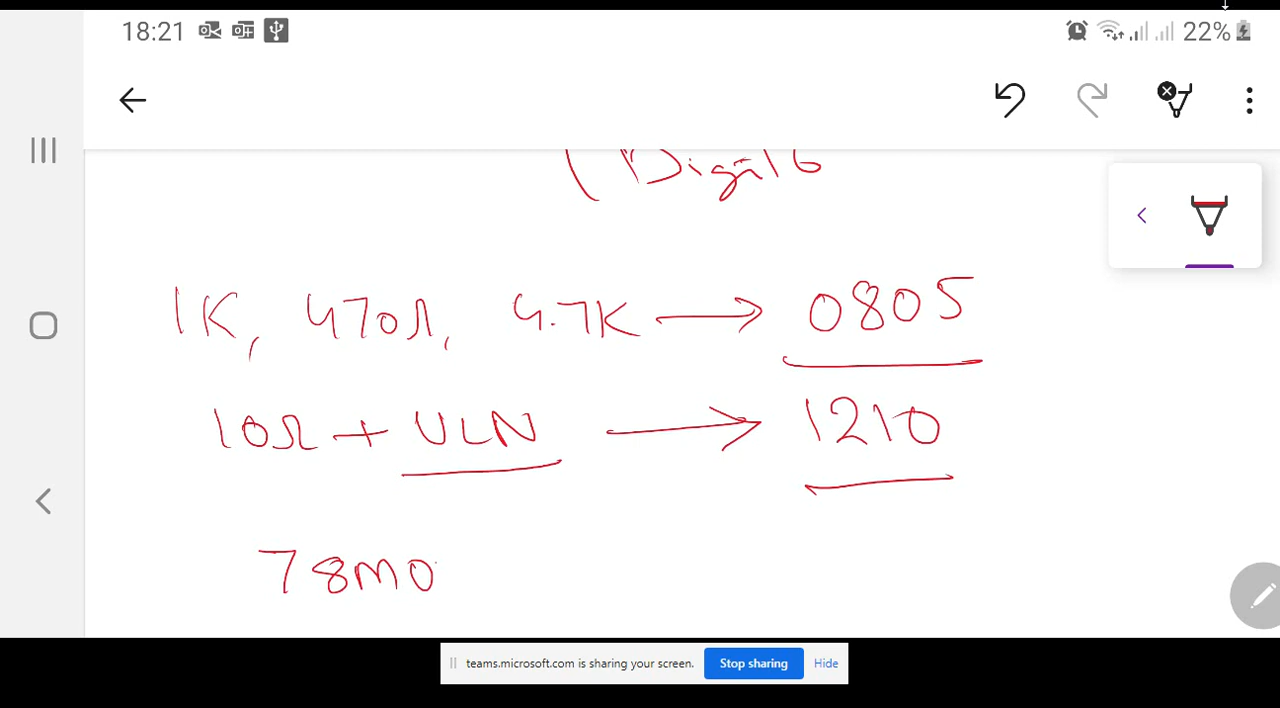 18:21 22%
1K, 470Ω, 4.7K → 0805
10Ω + ULN → 1210
78M0
teams.microsoft.com is sharing your screen. Stop sharing Hide